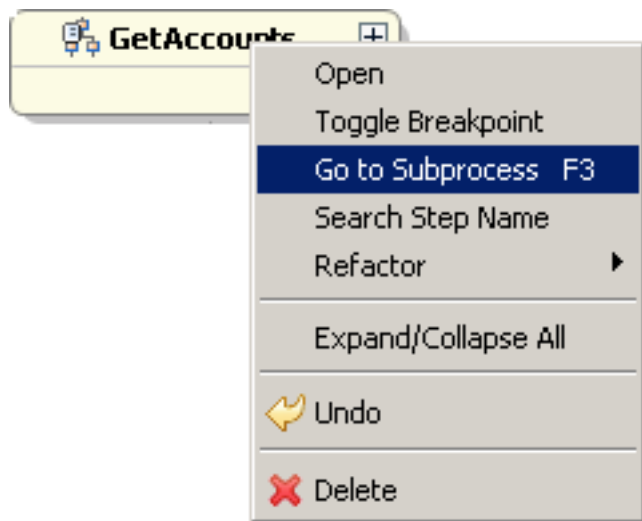 GetAccounts
Open
Toggle Breakpoint
Go to Subprocess F3
Search Step Name
Refactor
Expand/Collapse All
Undo
Delete